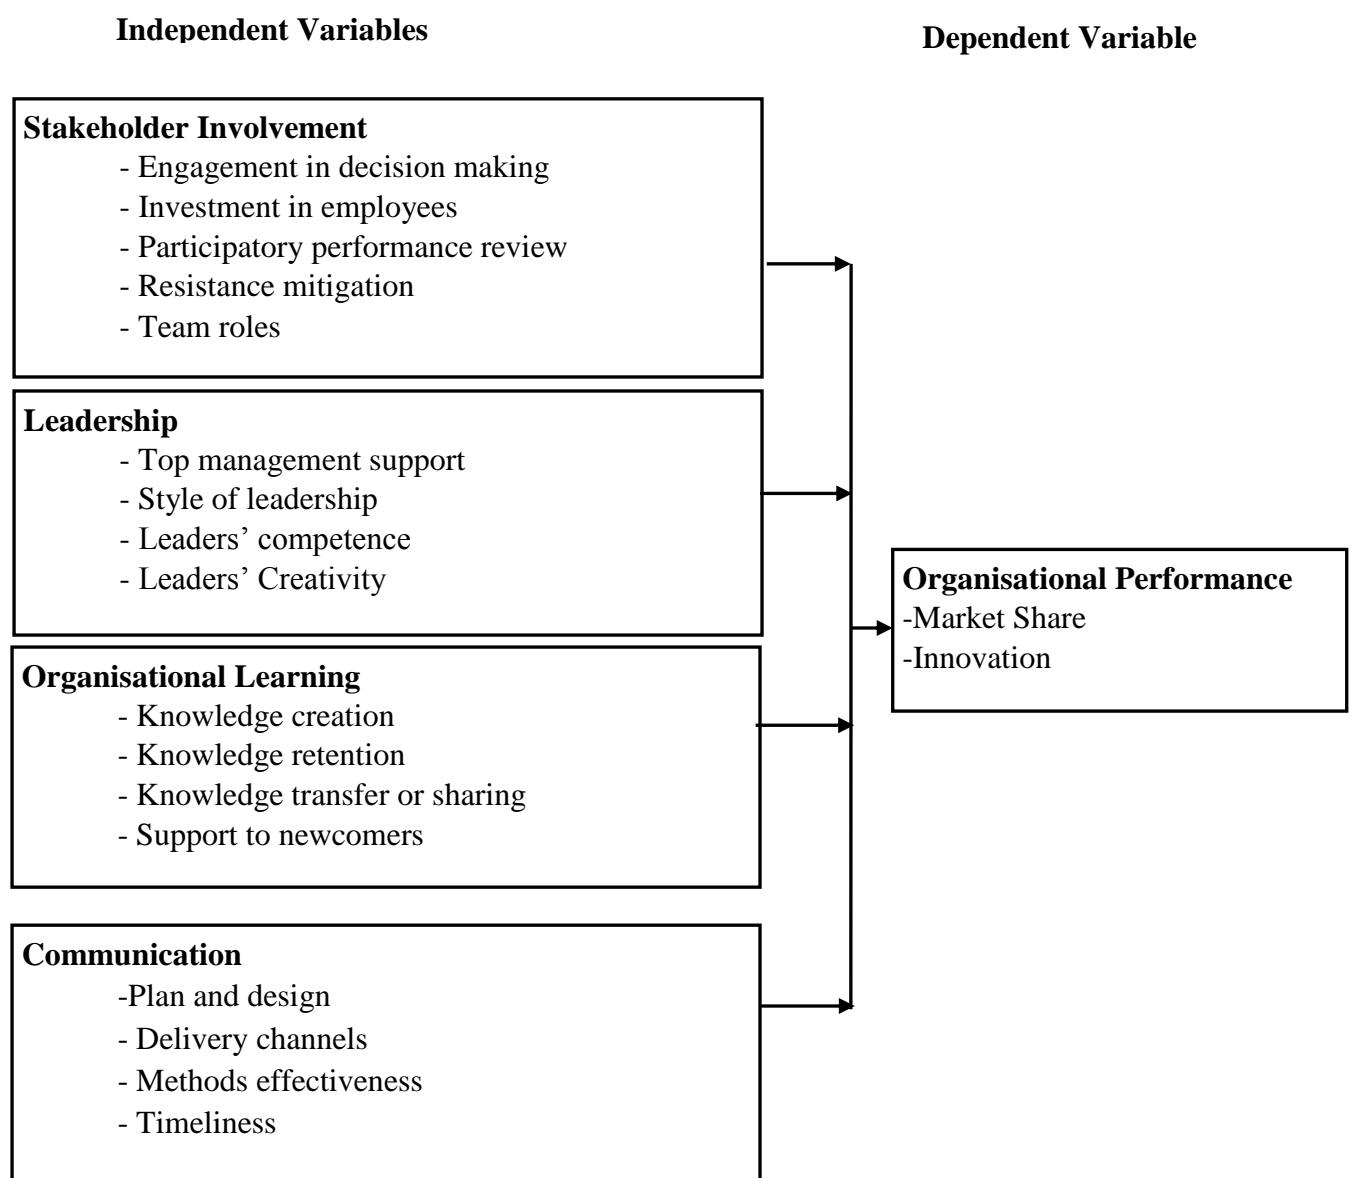 Independent Variables
Dependent Variable
Stakeholder Involvement
- Engagement in decision making
- Investment in employees
- Participatory performance review
- Resistance mitigation
- Team roles
Leadership
- Top management support
- Style of leadership
- Leaders’ competence
- Leaders’ Creativity
Organisational Performance
-Market Share
-Innovation
Organisational Learning
- Knowledge creation
- Knowledge retention
- Knowledge transfer or sharing
- Support to newcomers
Communication
-Plan and design
- Delivery channels
- Methods effectiveness
- Timeliness